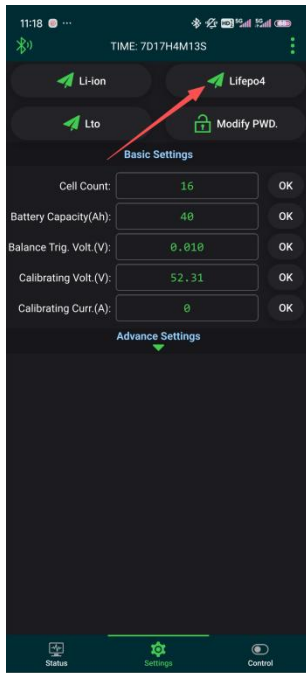 11:18 ...
TIME: 7D17H4M13S
Li-ion
Lifepo4
Lto
Modify PWD.
Basic Settings
Cell Count: 16 OK
Battery Capacity(Ah): 40 OK
Balance Trig. Volt.(V): 0.010 OK
Calibrating Volt.(V): 52.31 OK
Calibrating Curr.(A): 0 OK
Advance Settings
Status
Settings
Control